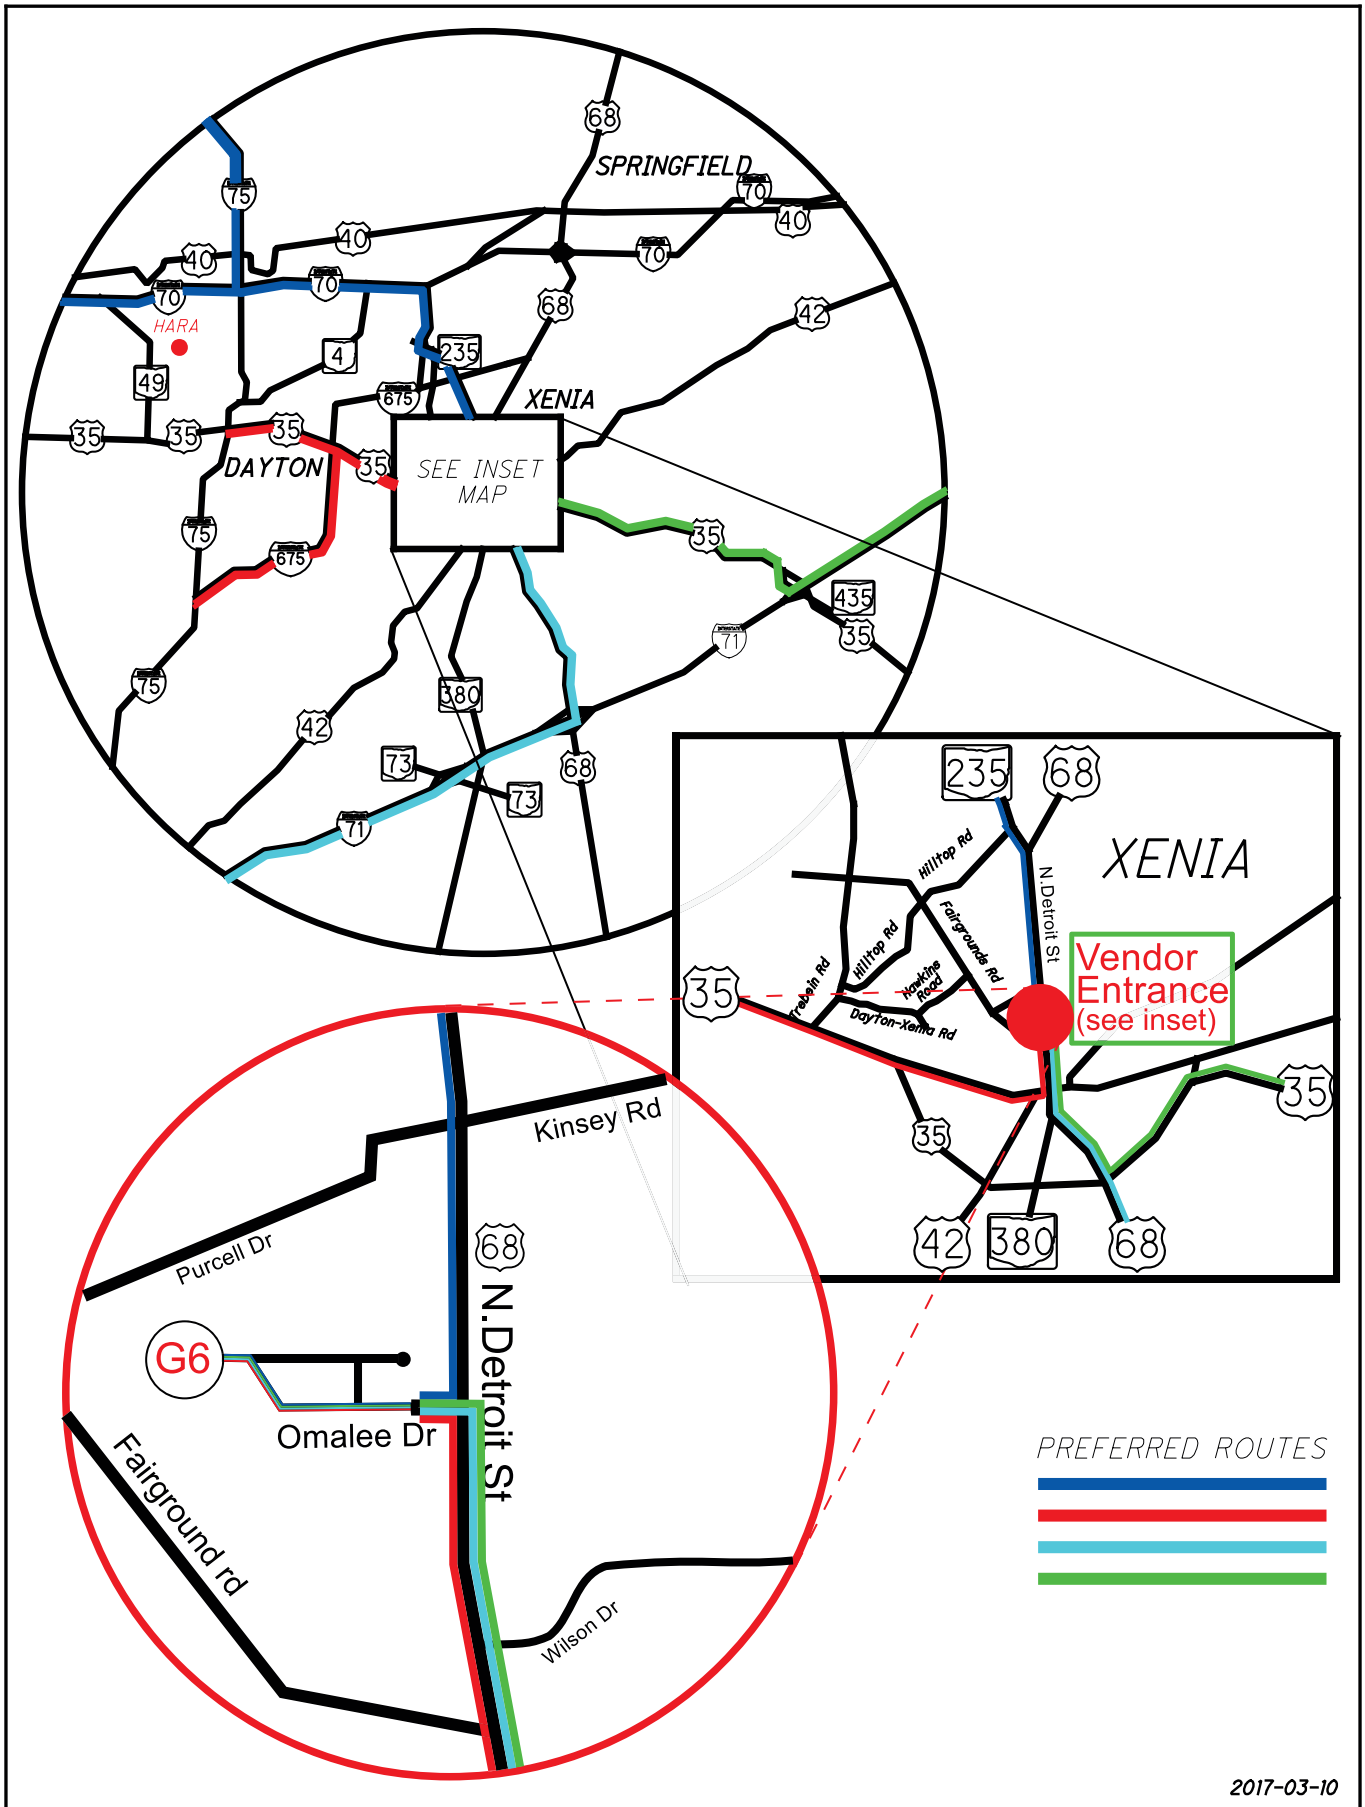 68
SPRINGFIELD
75
70
40
40
40
70
70
70
68
42
HARA
4
235
49
675
XENIA
35
35
35
35
DAYTON
SEE INSET
MAP
35
75
675
435
35
71
75
380
42
73
68
73
71
235
68
XENIA
Hilltop Rd
N.Detroit St
Fairgrounds Rd
Hilltop Rd
Trebein Rd
Hawkins
Road
Dayton-Xenia Rd
Vendor
Entrance
(see inset)
35
35
35
42
380
68
Kinsey Rd
Purcell Dr
68
N.Detroit St
G6
Omalee Dr
Fairground rd
Wilson Dr
PREFERRED ROUTES
2017-03-10